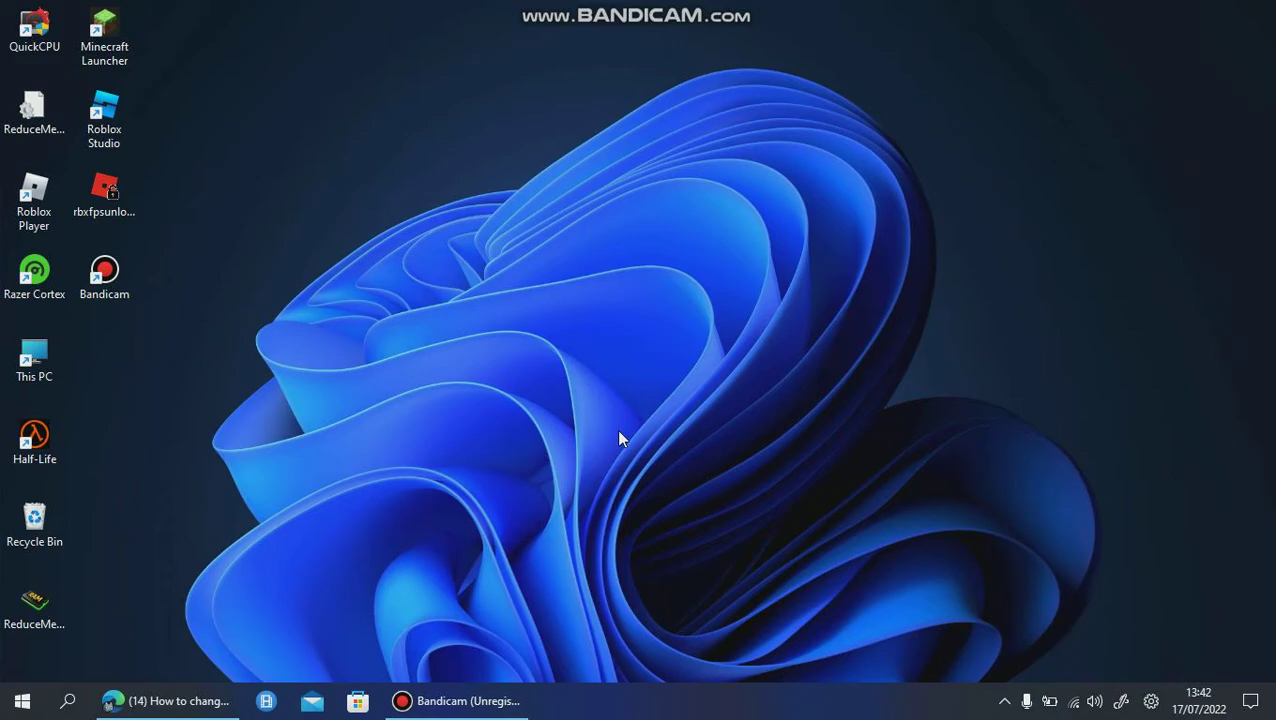 www.BANDICAM.com
QuickCPU
Minecraft
Launcher
ReduceMe...
Roblox
Studio
Roblox
Player
rbxfpsunlo...
Razer Cortex
Bandicam
This PC
Half-Life
Recycle Bin
RAM
ReduceMe...
(14) How to chang...
Bandicam (Unregis...
13:42
17/07/2022